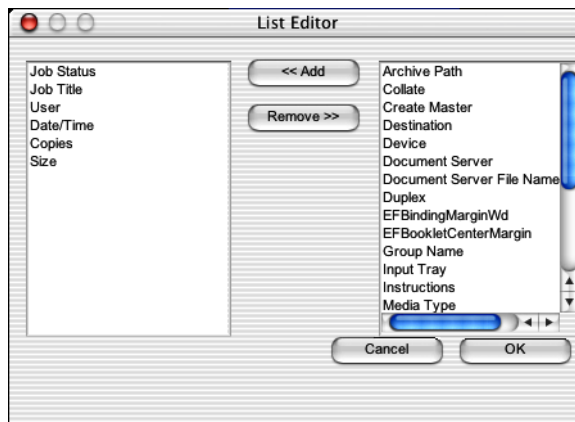 List Editor
Job Status
Job Title
User
Date/Time
Copies
Size
<< Add
Remove >>
Archive Path
Collate
Create Master
Destination
Device
Document Server
Document Server File Name
Duplex
EFBindingMarginWd
EFBookletCenterMargin
Group Name
Input Tray
Instructions
Media Type
Cancel
OK